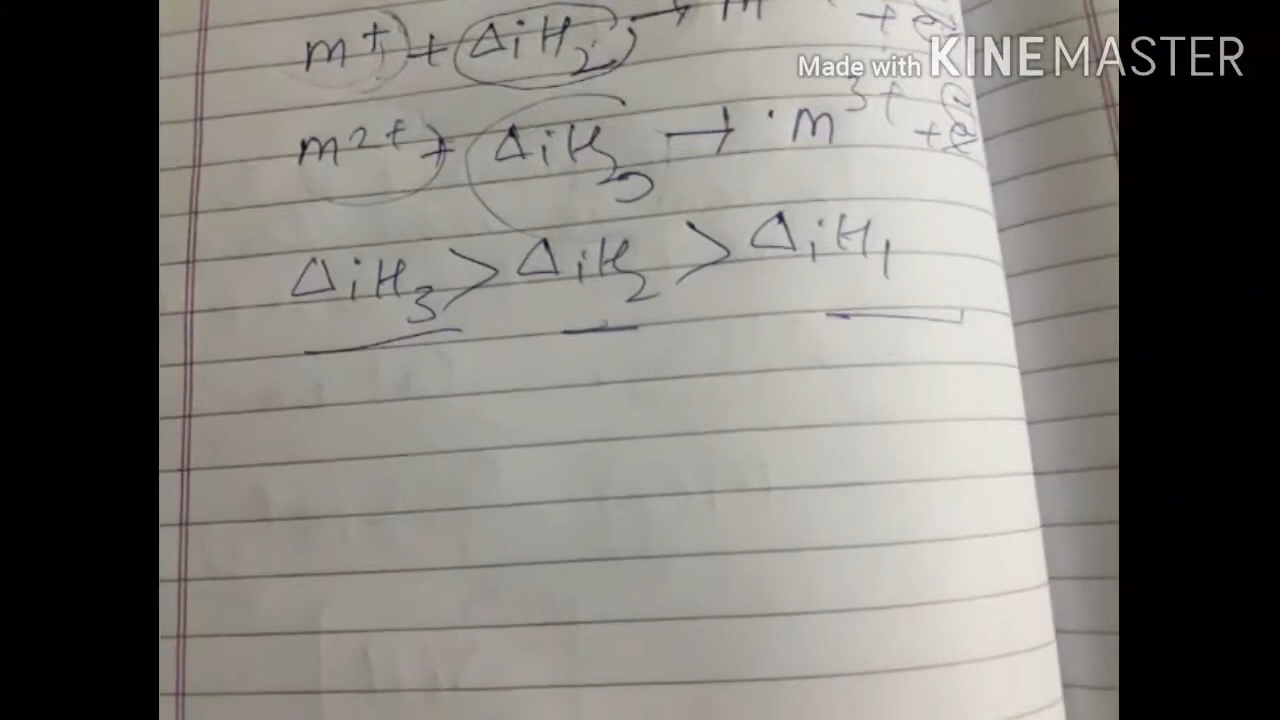 m⁺ + ΔiH₂ → m + e
Made with KINEMASTER
m²⁺ + ΔiH₃ → m³⁺ + e
ΔiH₃ > ΔiH₂ > ΔiH₁